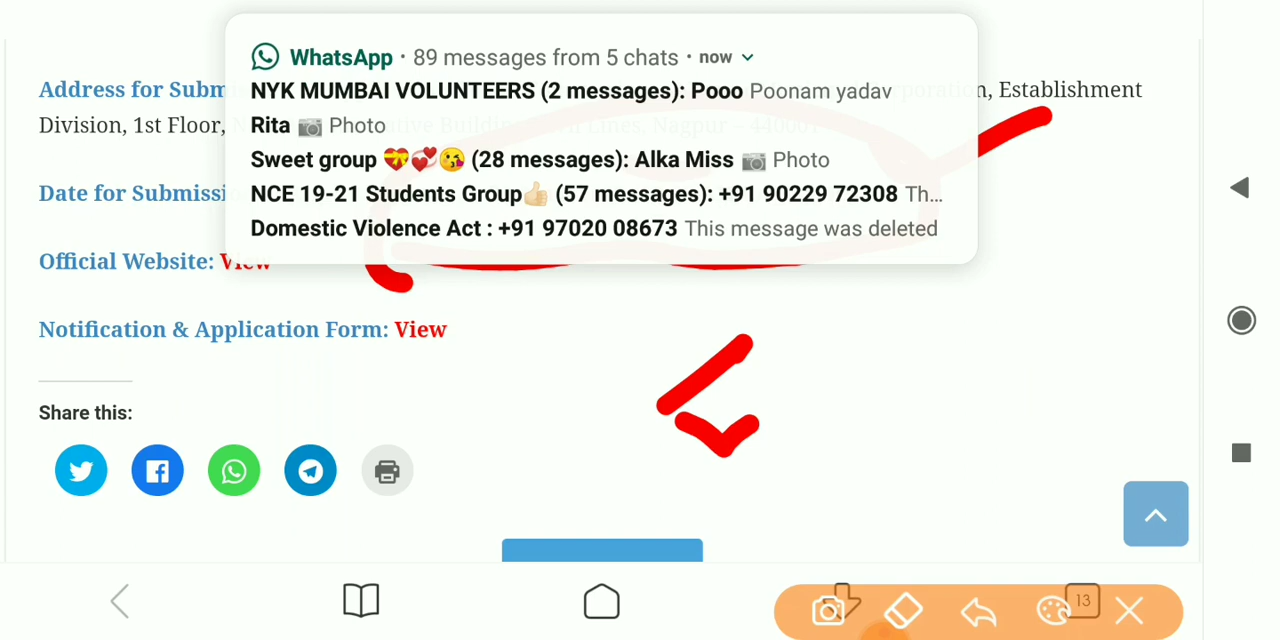 WhatsApp · 89 messages from 5 chats · now
NYK MUMBAI VOLUNTEERS (2 messages): Pooo Poonam yadav
Rita 📷 Photo
Sweet group 💝💞😘 (28 messages): Alka Miss 📷 Photo
NCE 19-21 Students Group👍🏻 (57 messages): +91 90229 72308 Th...
Domestic Violence Act : +91 97020 08673 This message was deleted
Address for Subm , Establishment
Division, 1st Floor, Nagpur - 440001
Date for Submissi
Official Website: View
Notification & Application Form: View
Share this:
13